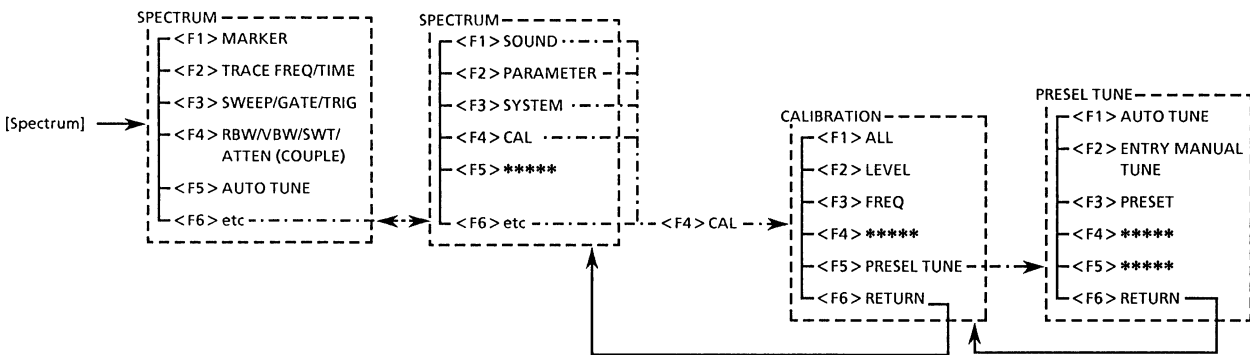 [Spectrum]
SPECTRUM
<F1> MARKER
<F2> TRACE FREQ/TIME
<F3> SWEEP/GATE/TRIG
<F4> RBW/VBW/SWT/
ATTEN (COUPLE)
<F5> AUTO TUNE
<F6> etc
SPECTRUM
<F1> SOUND
<F2> PARAMETER
<F3> SYSTEM
<F4> CAL
<F5> *****
<F6> etc
<F4> CAL
CALIBRATION
<F1> ALL
<F2> LEVEL
<F3> FREQ
<F4> *****
<F5> PRESEL TUNE
<F6> RETURN
PRESEL TUNE
<F1> AUTO TUNE
<F2> ENTRY MANUAL
TUNE
<F3> PRESET
<F4> *****
<F5> *****
<F6> RETURN